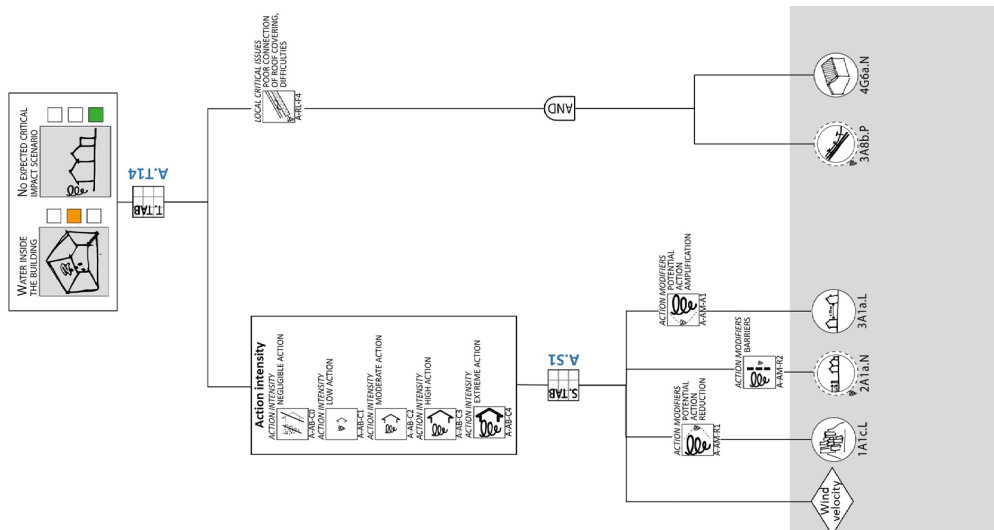 WATER INSIDE
THE BUILDING
NO EXPECTED CRITICAL
IMPACT SCENARIO
T.TAB
A.T14
LOCAL CRITICAL ISSUES
POOR CONNECTION
OF ROOF COVERING,
DIFFICULTIES
A-RL-F4
AND
4G6a.N
3A8b.P
Action intensity
ACTION INTENSITY
NEGLIGIBLE ACTION
A-AB-C0
ACTION INTENSITY
LOW ACTION
A-AB-C1
ACTION INTENSITY
MODERATE ACTION
A-AB-C2
ACTION INTENSITY
HIGH ACTION
A-AB-C3
ACTION INTENSITY
EXTREME ACTION
A-AB-C4
S.TAB
A.S1
ACTION MODIFIERS
POTENTIAL
ACTION
REDUCTION
A-AM-R1
ACTION MODIFIERS
BARRIERS
A-AM-R2
ACTION MODIFIERS
POTENTIAL
ACTION
AMPLIFICATION
A-AM-A1
Wind
velocity
1A1c.L
2A1a.N
3A1a.L